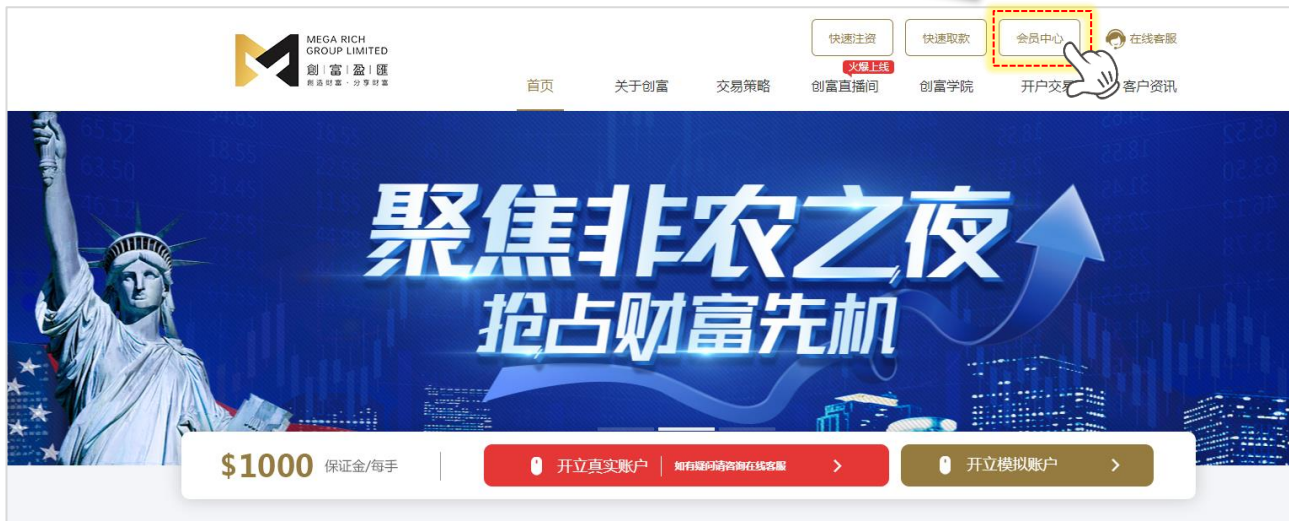 MEGA RICH
GROUP LIMITED
創|富|盈|匯
創造財富·分享財富
快速注资
快速取款
会员中心
在线客服
火爆上线
首页
关于创富
交易策略
创富直播间
创富学院
开户交易
客户资讯
聚焦非农之夜
抢占财富先机
$1000 保证金/每手
开立真实账户 | 如有疑问请咨询在线客服 >
开立模拟账户 >